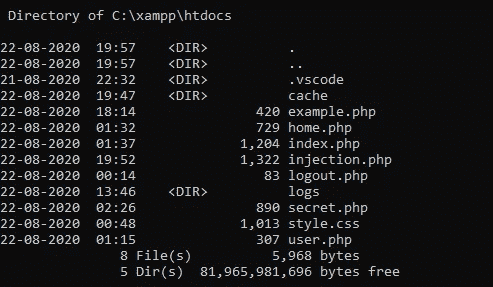 Directory of C:\xampp\htdocs
22-08-2020 19:57 <DIR> .
22-08-2020 19:57 <DIR> ..
21-08-2020 22:32 <DIR> .vscode
22-08-2020 19:47 <DIR> cache
22-08-2020 18:14 420 example.php
22-08-2020 01:32 729 home.php
22-08-2020 01:37 1,204 index.php
22-08-2020 19:52 1,322 injection.php
22-08-2020 00:14 83 logout.php
22-08-2020 13:46 <DIR> logs
22-08-2020 02:26 890 secret.php
22-08-2020 00:48 1,013 style.css
22-08-2020 01:15 307 user.php
8 File(s) 5,968 bytes
5 Dir(s) 81,965,981,696 bytes free